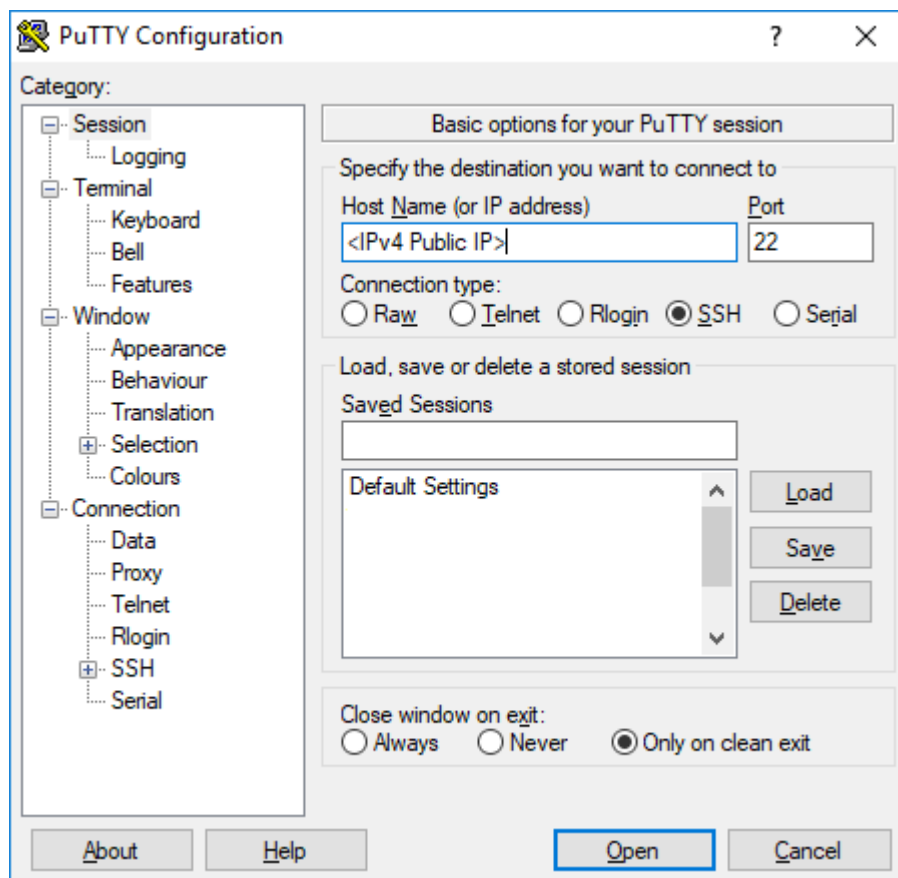 PuTTY Configuration
?
Category:
Session
Logging
Terminal
Keyboard
Bell
Features
Window
Appearance
Behaviour
Translation
Selection
Colours
Connection
Data
Proxy
Telnet
Rlogin
SSH
Serial
Basic options for your PuTTY session
Specify the destination you want to connect to
Host Name (or IP address) Port
<IPv4 Public IP> 22
Connection type:
Raw Telnet Rlogin SSH Serial
Load, save or delete a stored session
Saved Sessions
Default Settings
Load
Save
Delete
Close window on exit:
Always Never Only on clean exit
About Help Open Cancel